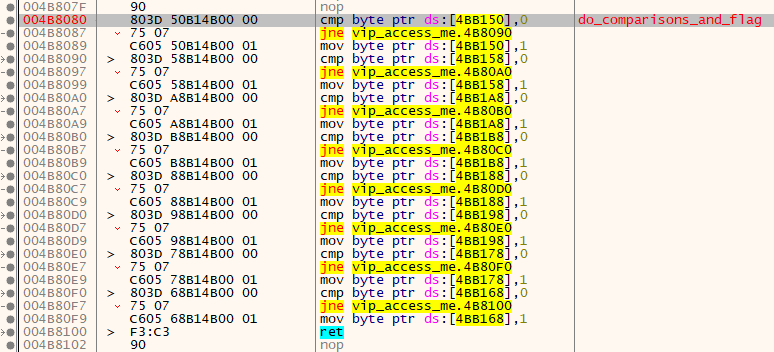 004B807F 90 nop
004B8080 803D 50B14B00 00 cmp byte ptr ds:[4BB150],0 do_comparisons_and_flag
004B8087 75 07 jne vip_access_me.4B8090
004B8089 C605 50B14B00 01 mov byte ptr ds:[4BB150],1
004B8090 > 803D 58B14B00 00 cmp byte ptr ds:[4BB158],0
004B8097 75 07 jne vip_access_me.4B80A0
004B8099 C605 58B14B00 01 mov byte ptr ds:[4BB158],1
004B80A0 > 803D A8B14B00 00 cmp byte ptr ds:[4BB1A8],0
004B80A7 75 07 jne vip_access_me.4B80B0
004B80A9 C605 A8B14B00 01 mov byte ptr ds:[4BB1A8],1
004B80B0 > 803D B8B14B00 00 cmp byte ptr ds:[4BB1B8],0
004B80B7 75 07 jne vip_access_me.4B80C0
004B80B9 C605 B8B14B00 01 mov byte ptr ds:[4BB1B8],1
004B80C0 > 803D 88B14B00 00 cmp byte ptr ds:[4BB188],0
004B80C7 75 07 jne vip_access_me.4B80D0
004B80C9 C605 88B14B00 01 mov byte ptr ds:[4BB188],1
004B80D0 > 803D 98B14B00 00 cmp byte ptr ds:[4BB198],0
004B80D7 75 07 jne vip_access_me.4B80E0
004B80D9 C605 98B14B00 01 mov byte ptr ds:[4BB198],1
004B80E0 > 803D 78B14B00 00 cmp byte ptr ds:[4BB178],0
004B80E7 75 07 jne vip_access_me.4B80F0
004B80E9 C605 78B14B00 01 mov byte ptr ds:[4BB178],1
004B80F0 > 803D 68B14B00 00 cmp byte ptr ds:[4BB168],0
004B80F7 75 07 jne vip_access_me.4B8100
004B80F9 C605 68B14B00 01 mov byte ptr ds:[4BB168],1
004B8100 > F3:C3 ret
004B8102 90 nop